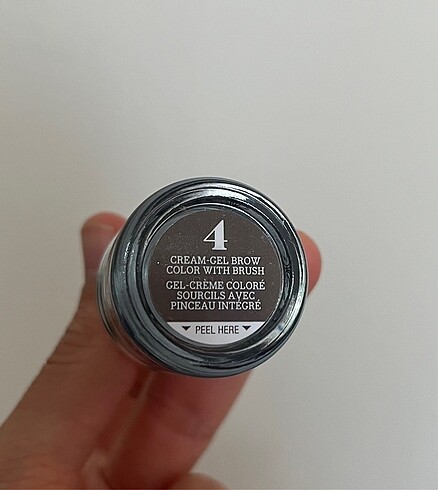 4
CREAM-GEL BROW
COLOR WITH BRUSH
GEL-CRÈME COLORÉ
SOURCILS AVEC
PINCEAU INTÉGRÉ
PEEL HERE